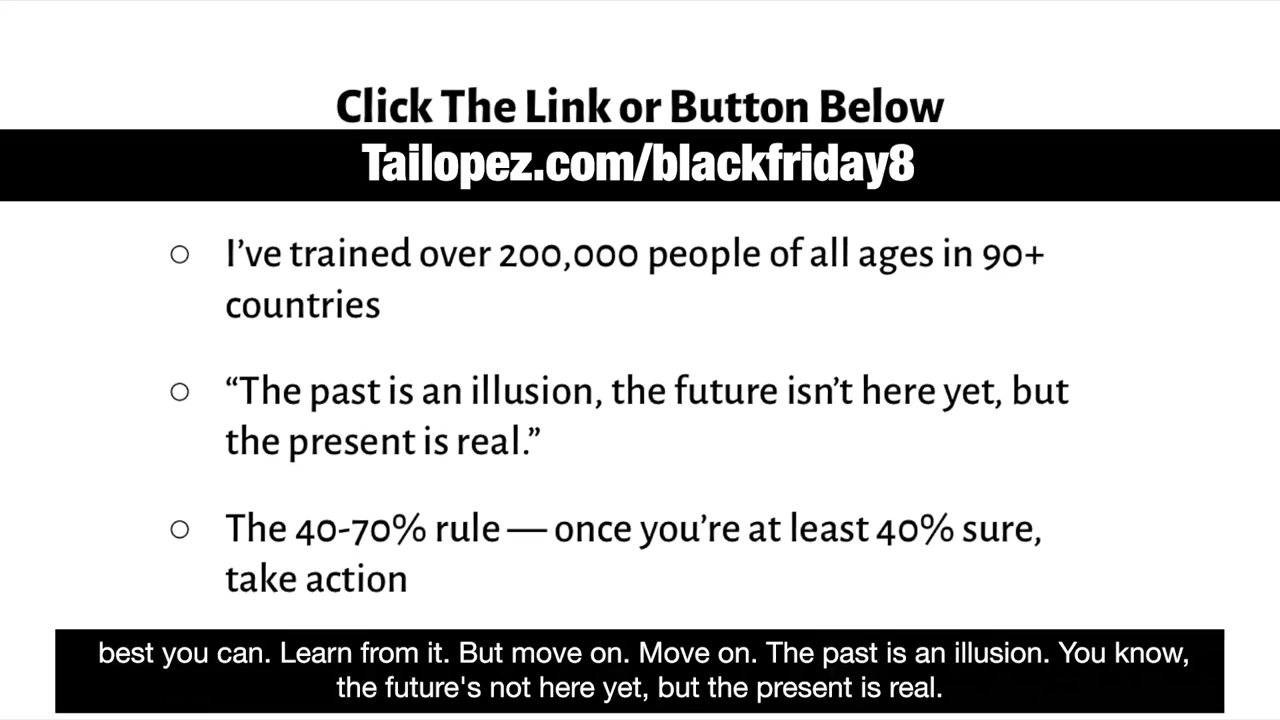 Click The Link or Button Below
Tailopez.com/blackfriday8
○ I’ve trained over 200,000 people of all ages in 90+
countries
○ “The past is an illusion, the future isn’t here yet, but
the present is real.”
○ The 40-70% rule — once you’re at least 40% sure,
take action
best you can. Learn from it. But move on. Move on. The past is an illusion. You know,
the future's not here yet, but the present is real.